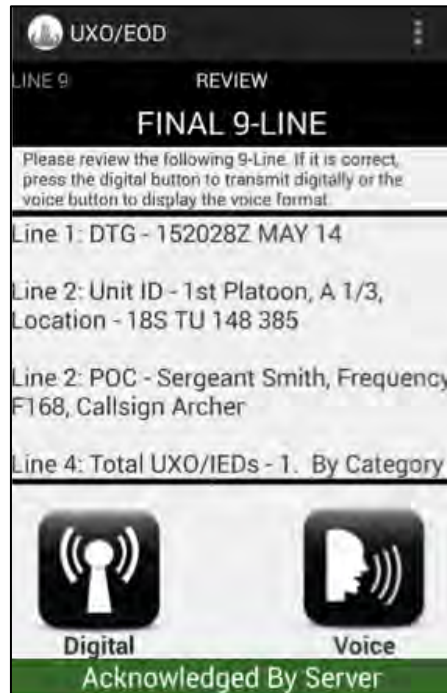 UXO/EOD
LINE 9 REVIEW
FINAL 9-LINE
Please review the following 9-Line. If it is correct,
press the digital button to transmit digitally or the
voice button to display the voice format.
Line 1: DTG - 152028Z MAY 14
Line 2: Unit ID - 1st Platoon, A 1/3,
Location - 18S TU 148 385
Line 2: POC - Sergeant Smith, Frequency
F168, Callsign Archer
Line 4: Total UXO/IEDs - 1. By Category
Digital Voice
Acknowledged By Server